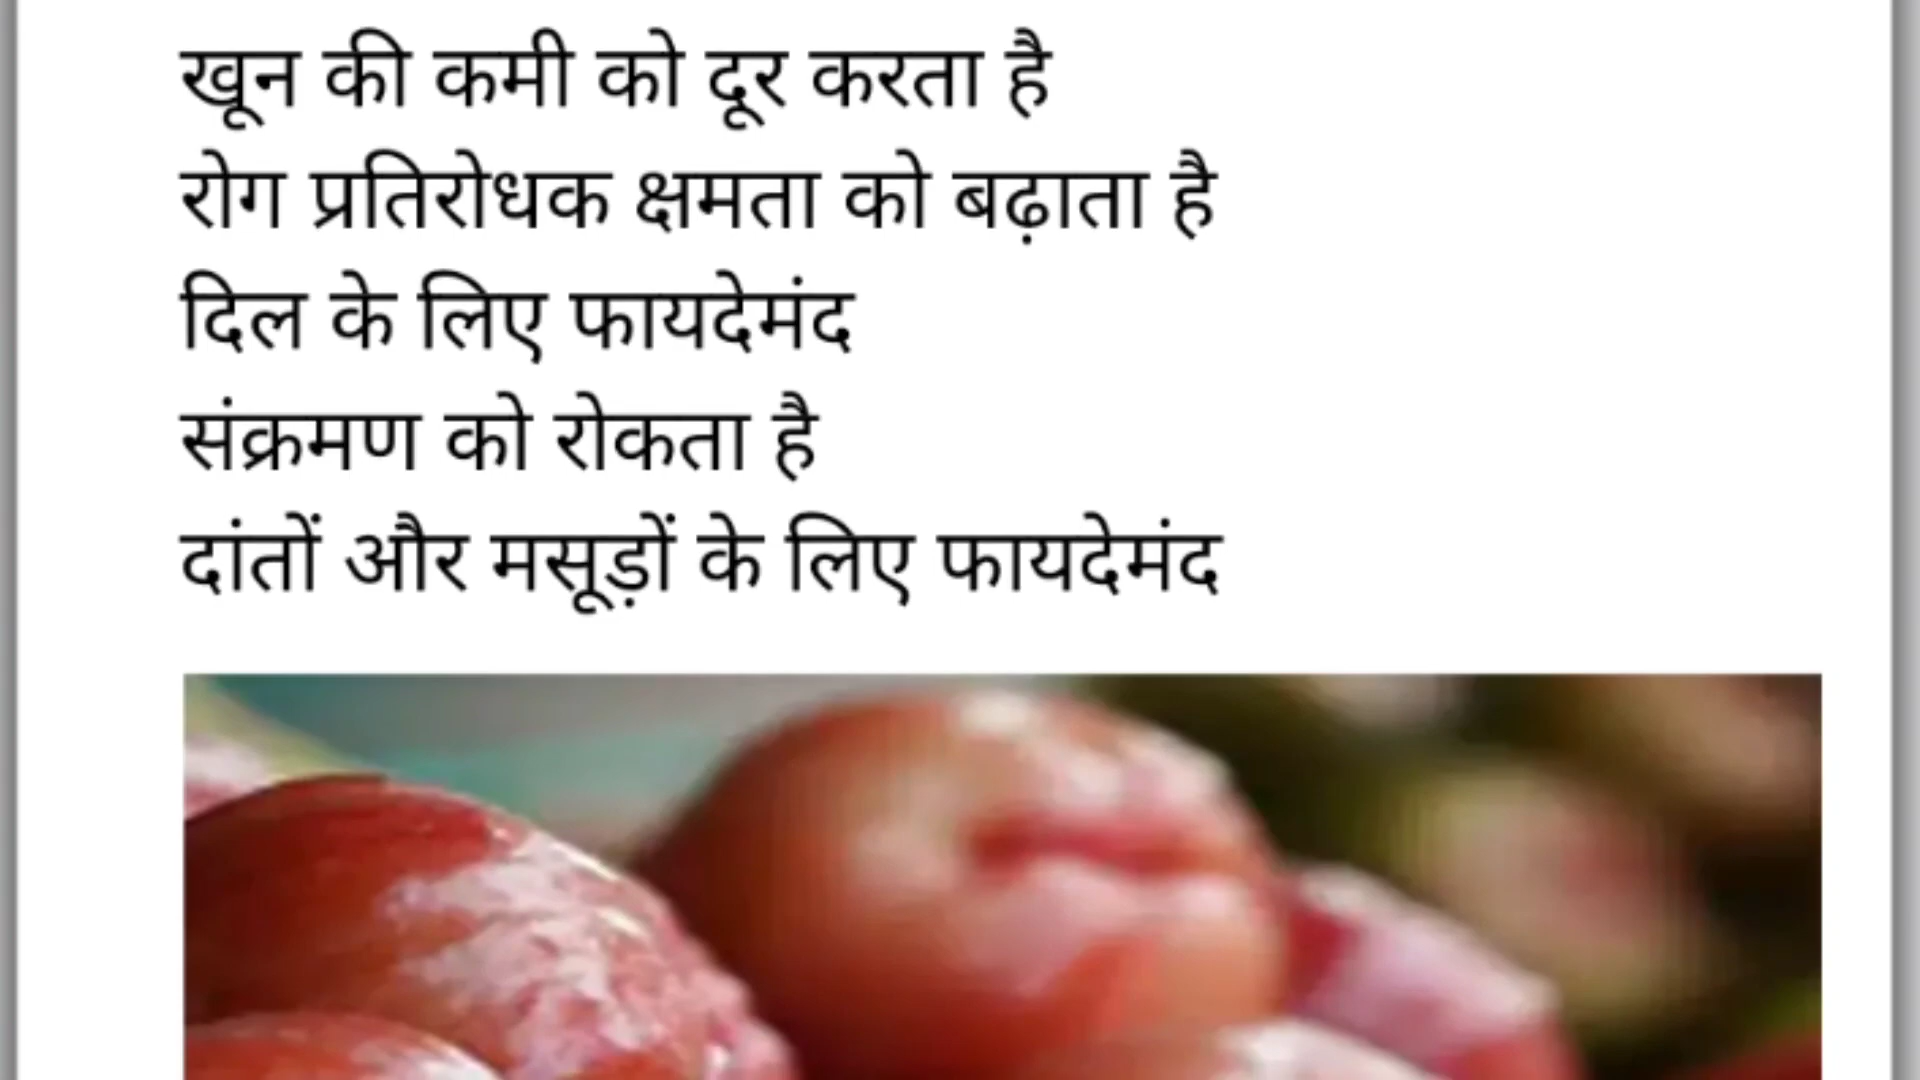 खून की कमी को दूर करता है
रोग प्रतिरोधक क्षमता को बढ़ाता है
दिल के लिए फायदेमंद
संक्रमण को रोकता है
दांतों और मसूड़ों के लिए फायदेमंद